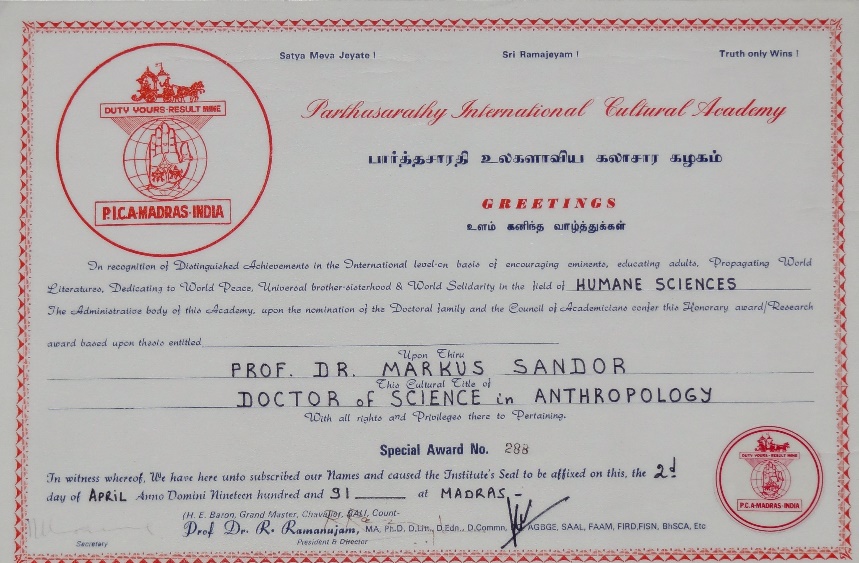 Satya Meva Jeyate !
Sri Ramajeyam !
Truth only Wins !
DUTY YOURS-RESULT MINE
P.I.C.A-MADRAS-INDIA
Parthasarathy International Cultural Academy
பார்த்தசாரதி உலகளாவிய கலாசார கழகம்
GREETINGS
உளம் கனிந்த வாழ்த்துக்கள்
In recognition of Distinguished Achievements in the International level-on basis of encouraging eminents, educating adults, Propagating World
Literatures, Dedicating to World Peace, Universal brother-sisterhood & World Solidarity in the field of HUMANE SCIENCES
The Administrative body of this Academy, upon the nomination of the Doctoral family and the Council of Academicians confer this Honorary award/Research
award based upon thesis entitled
Upon Thiru
PROF. DR. MARKUS SANDOR
This Cultural Title of
DOCTOR of SCIENCE in ANTHROPOLOGY
With all rights and Privileges there to Pertaining.
Special Award No. 288
In witness whereof, We have here unto subscribed our Names and caused the Institute's Seal to be affixed on this, the 2d
day of APRIL Anno Domini Nineteen hundred and 91 at MADRAS.-
(H. E. Baron, Grand Master, Chavalier, BALI, Count-
Prof Dr. R. Ramanujam, MA, Ph.D, D.Litt., D.Edn., D.Commn, AGBGE, SAAL, FAAM, FIRD, FISN, BhSCA, Etc
President & Director
Secretary
DUTY YOURS-RESULT MINE
P.I.C.A-MADRAS-INDIA